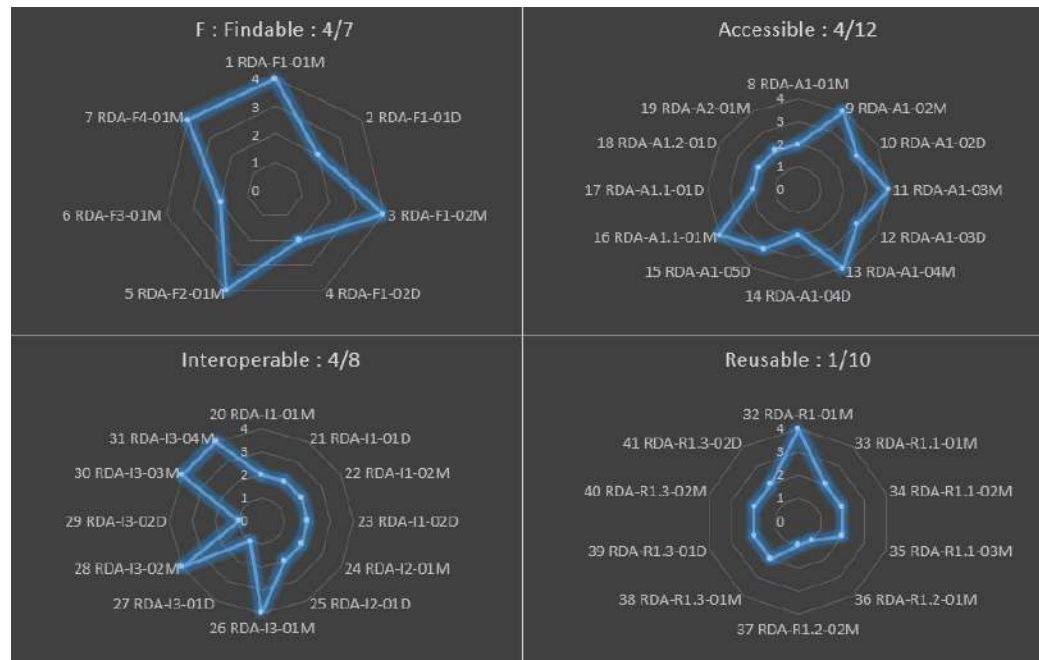 F : Findable : 4/7
1 RDA-F1-01M
4
3
2
1
0
7 RDA-F4-01M
2 RDA-F1-01D
6 RDA-F3-01M
3 RDA-F1-02M
5 RDA-F2-01M
4 RDA-F1-02D
Accessible : 4/12
8 RDA-A1-01M
4
3
2
1
0
19 RDA-A2-01M
9 RDA-A1-02M
18 RDA-A1.2-01D
10 RDA-A1-02D
17 RDA-A1.1-01D
11 RDA-A1-03M
16 RDA-A1.1-01M
12 RDA-A1-03D
15 RDA-A1-05D
13 RDA-A1-04M
14 RDA-A1-04D
Interoperable : 4/8
20 RDA-I1-01M
4
3
2
1
0
31 RDA-I3-04M
21 RDA-I1-01D
30 RDA-I3-03M
22 RDA-I1-02M
29 RDA-I3-02D
23 RDA-I1-02D
28 RDA-I3-02M
24 RDA-I2-01M
27 RDA-I3-01D
25 RDA-I2-01D
26 RDA-I3-01M
Reusable : 1/10
32 RDA-R1-01M
4
3
2
1
0
41 RDA-R1.3-02D
33 RDA-R1.1-01M
40 RDA-R1.3-02M
34 RDA-R1.1-02M
39 RDA-R1.3-01D
35 RDA-R1.1-03M
38 RDA-R1.3-01M
36 RDA-R1.2-01M
37 RDA-R1.2-02M